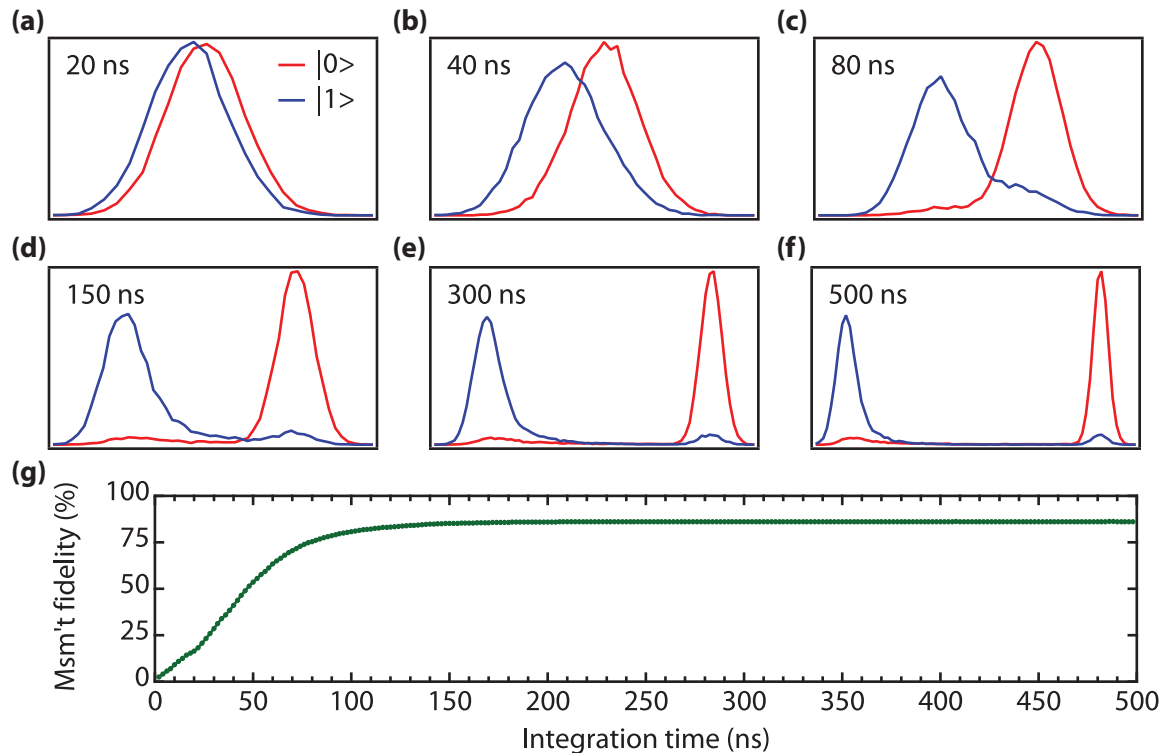 (a)
20 ns
|0>
|1>
(b)
40 ns
(c)
80 ns
(d)
150 ns
(e)
300 ns
(f)
500 ns
(g)
Msm't fidelity (%)
100
75
50
25
0
0 50 100 150 200 250 300 350 400 450 500
Integration time (ns)